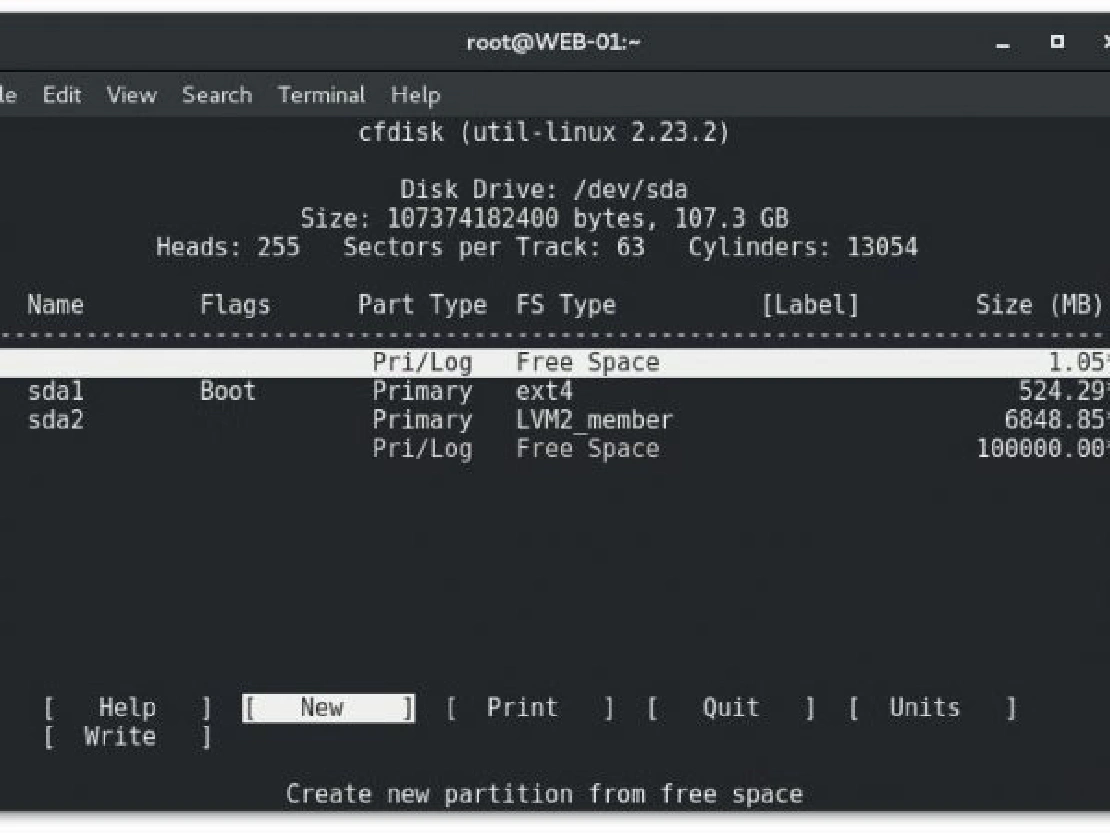 root@WEB-01:~
le Edit View Search Terminal Help
cfdisk (util-linux 2.23.2)
Disk Drive: /dev/sda
Size: 107374182400 bytes, 107.3 GB
Heads: 255 Sectors per Track: 63 Cylinders: 13054
Name Flags Part Type FS Type [Label] Size (MB)
Pri/Log Free Space 1.05*
sda1 Boot Primary ext4 524.29*
sda2 Primary LVM2_member 6848.85*
Pri/Log Free Space 100000.00*
[ Help ] [ New ] [ Print ] [ Quit ] [ Units ]
[ Write ]
Create new partition from free space